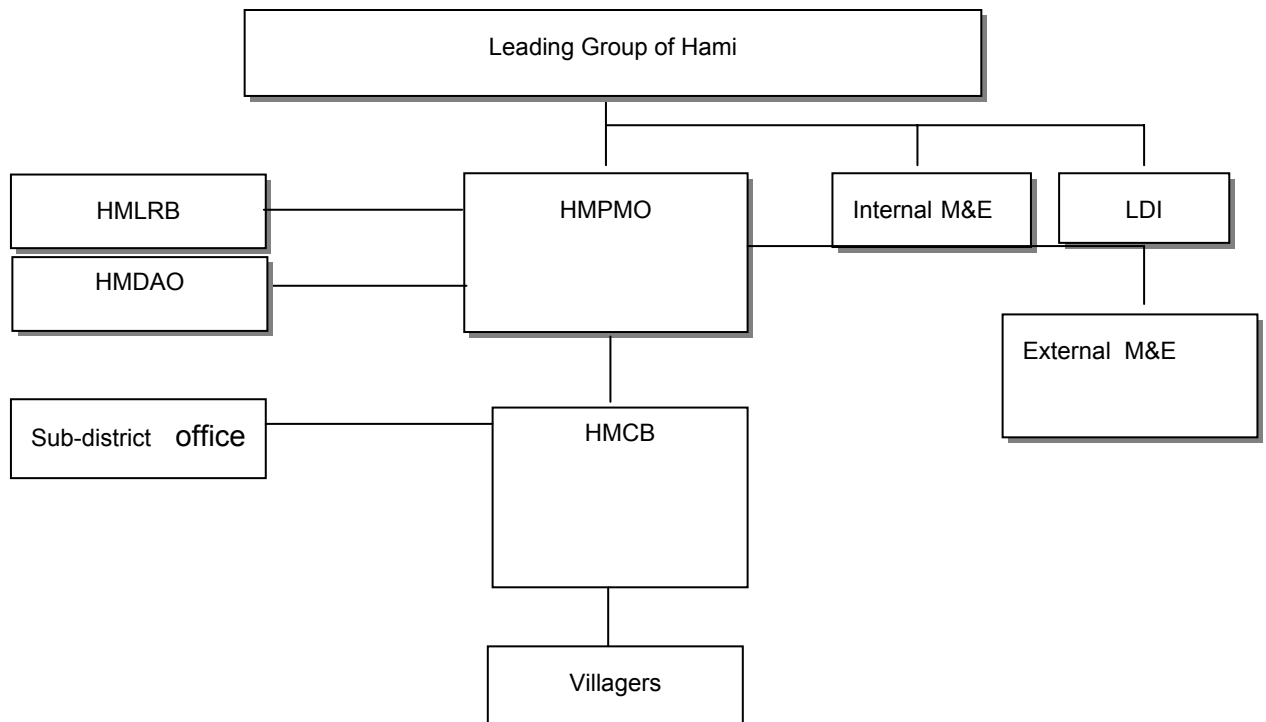 Leading Group of Hami
HMLRB
HMPMO
Internal M&E
LDI
HMDAO
External M&E
Sub-district office
HMCB
Villagers